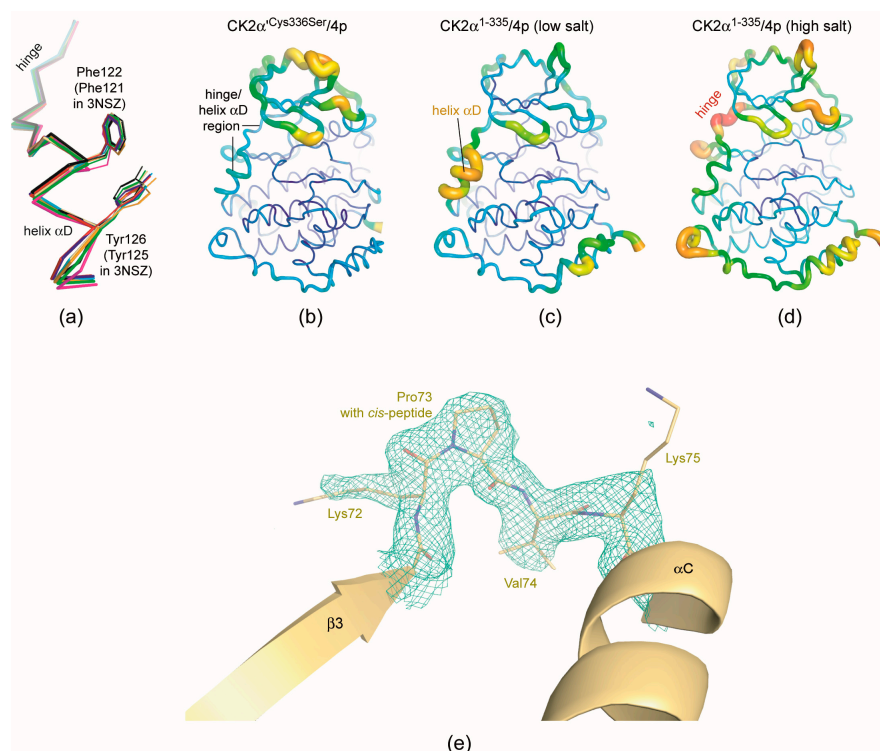 hinge
Phe122
(Phe121
in 3NSZ)
helix αD
Tyr126
(Tyr125
in 3NSZ)
(a)
CK2α'Cys336Ser/4p
hinge/
helix αD
region
(b)
CK2α1-335/4p (low salt)
helix αD
(c)
CK2α1-335/4p (high salt)
hinge
(d)
Pro73
with cis-peptide
Lys72
Lys75
Val74
αC
β3
(e)